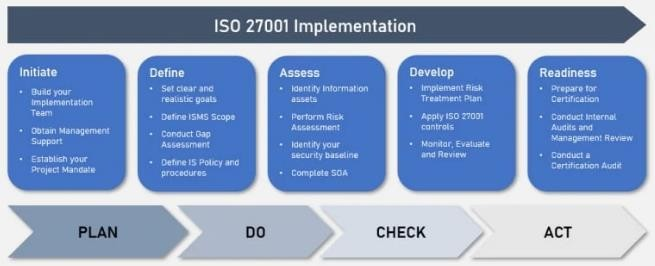 ISO 27001 Implementation
Initiate
• Build your
Implementation
Team
• Obtain Management
Support
• Establish your
Project Mandate
Define
• Set clear and
realistic goals
• Define ISMS Scope
• Conduct Gap
Assessment
• Define IS Policy and
procedures
Assess
• Identify Information
assets
• Perform Risk
Assessment
• Identify your
security baseline
• Complete SOA
Develop
• Implement Risk
Treatment Plan
• Apply ISO 27001
controls
• Monitor, Evaluate
and Review
Readiness
• Prepare for
Certification
• Conduct Internal
Audits and
Management Review
• Conduct a
Certification Audit
PLAN
DO
CHECK
ACT